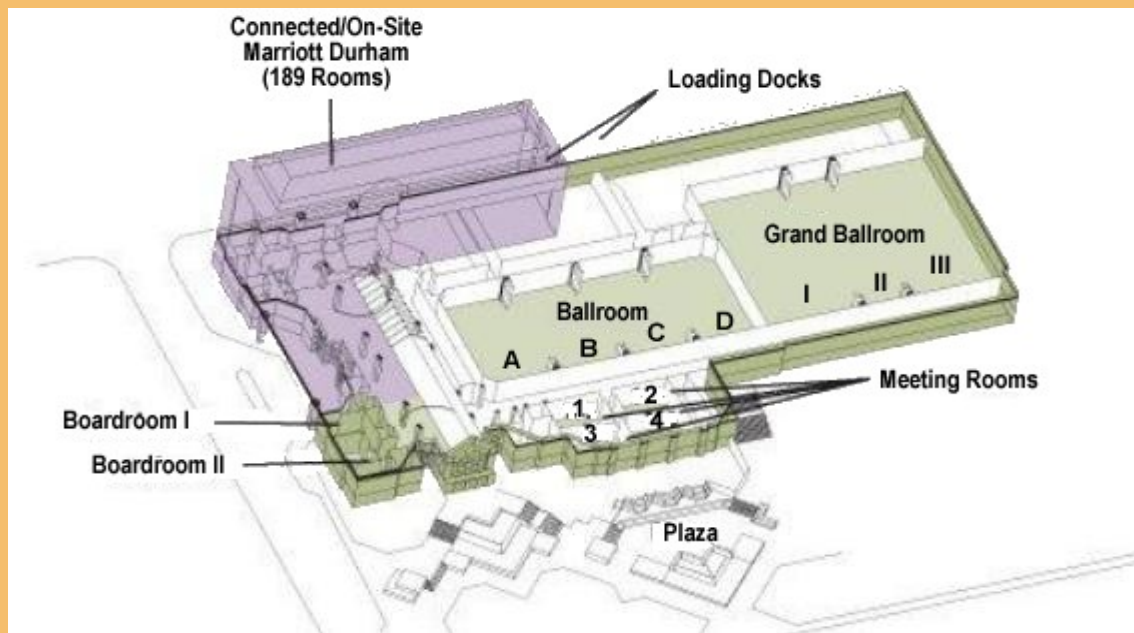 Connected/On-Site
Marriott Durham
(189 Rooms)
Loading Docks
Grand Ballroom
I
II
III
Ballroom
A
B
C
D
Meeting Rooms
1
2
3
4
Boardroom I
Boardroom II
Plaza